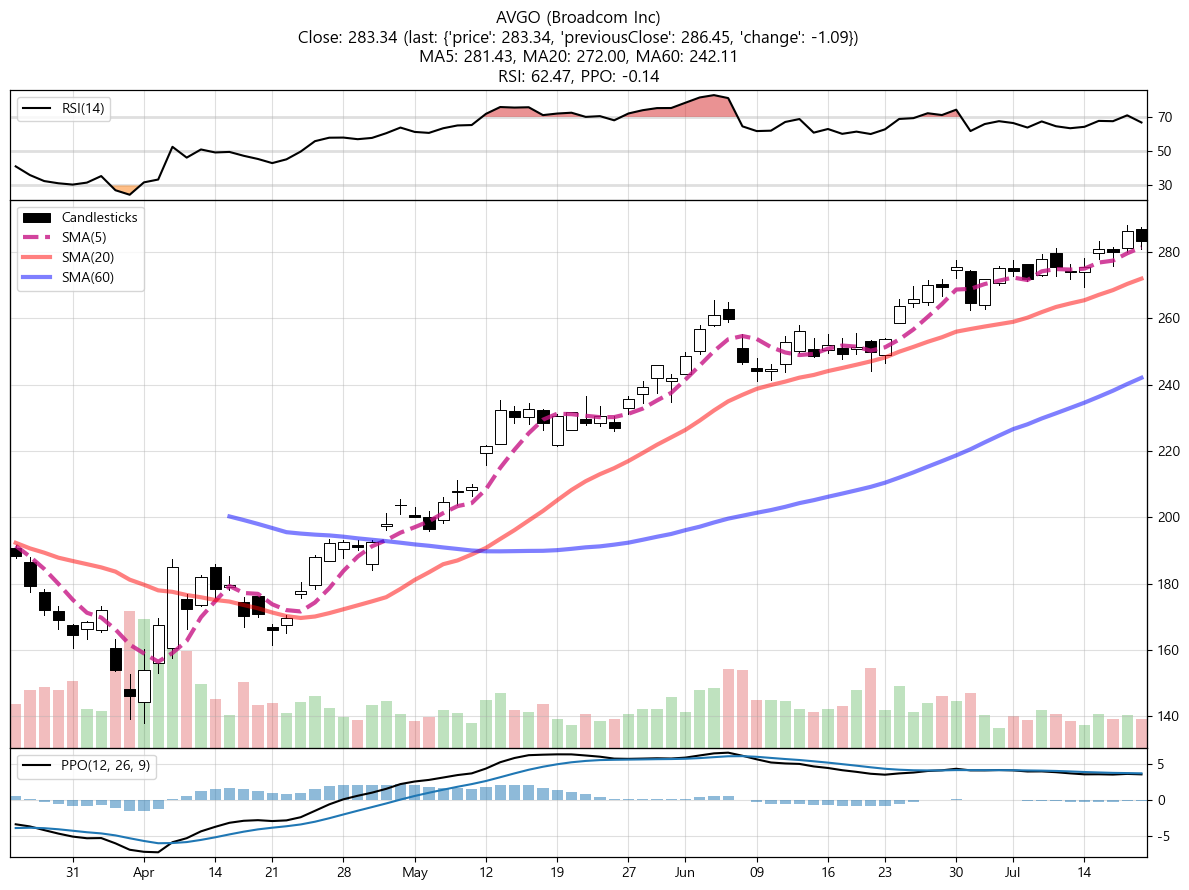 AVGO (Broadcom Inc)
Close: 283.34 (last: {'price': 283.34, 'previousClose': 286.45, 'change': -1.09})
MA5: 281.43, MA20: 272.00, MA60: 242.11
RSI: 62.47, PPO: -0.14
RSI(14)
70
50
30
Candlesticks
SMA(5)
SMA(20)
SMA(60)
280
260
240
220
200
180
160
140
PPO(12, 26, 9)
5
0
-5
31 Apr 14 21 28 May 12 19 27 Jun 09 16 23 30 Jul 14